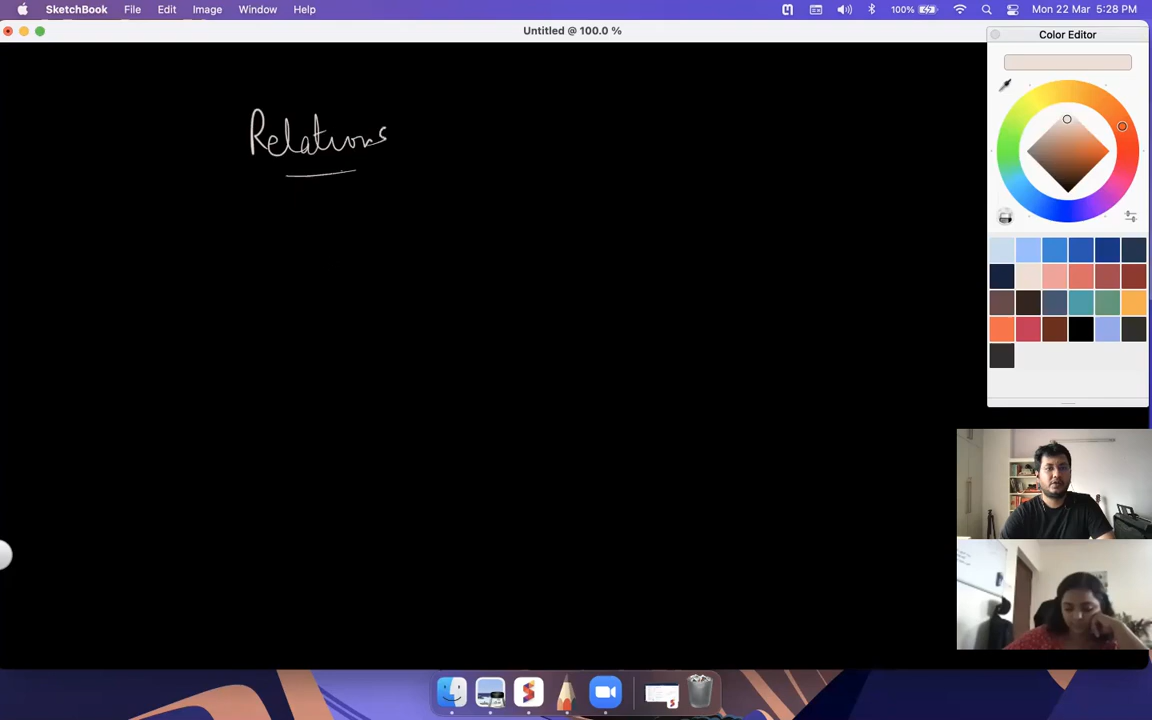 SketchBook File Edit Image Window Help 100% Mon 22 Mar 5:28 PM
Untitled @ 100.0 %
Color Editor
Relations